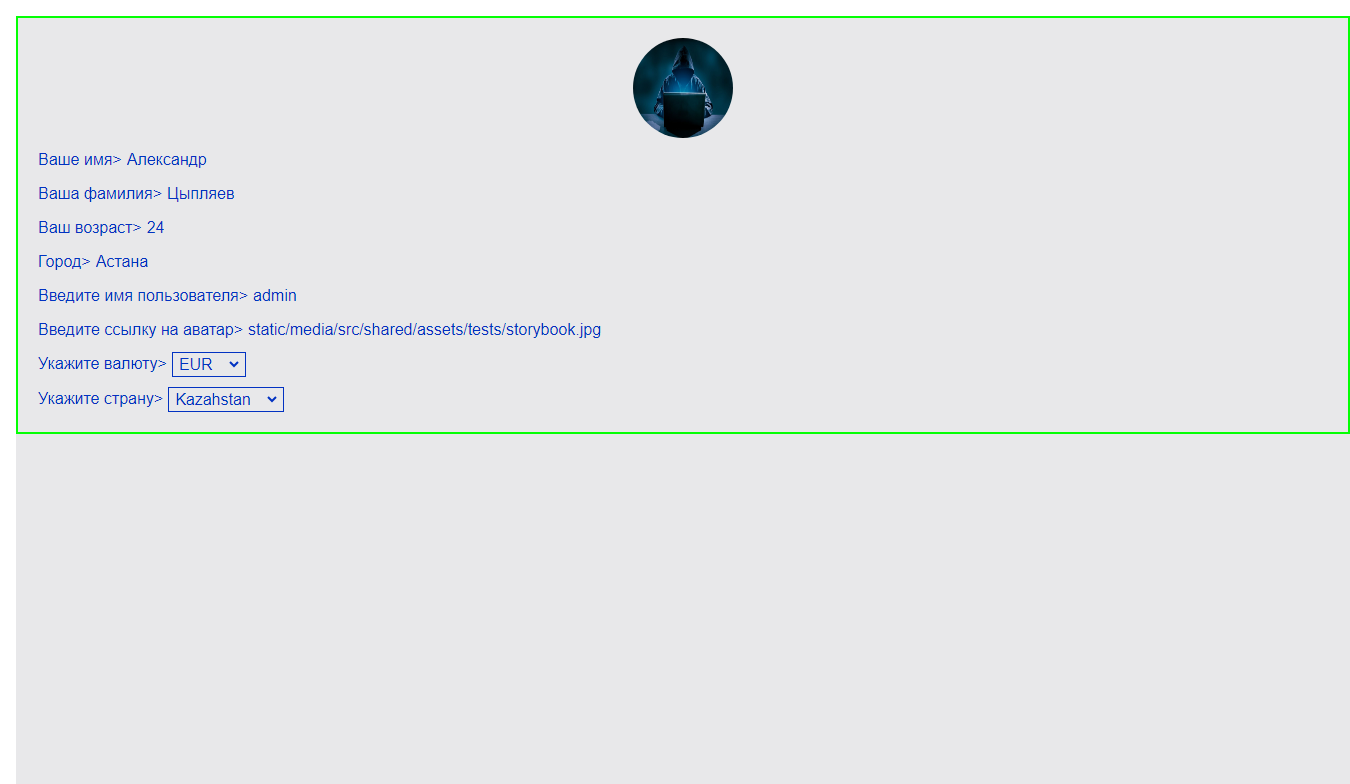 Ваше имя> Александр
Ваша фамилия> Цыпляев
Ваш возраст> 24
Город> Астана
Введите имя пользователя> admin
Введите ссылку на аватар> static/media/src/shared/assets/tests/storybook.jpg
Укажите валюту> EUR
Укажите страну> Kazahstan